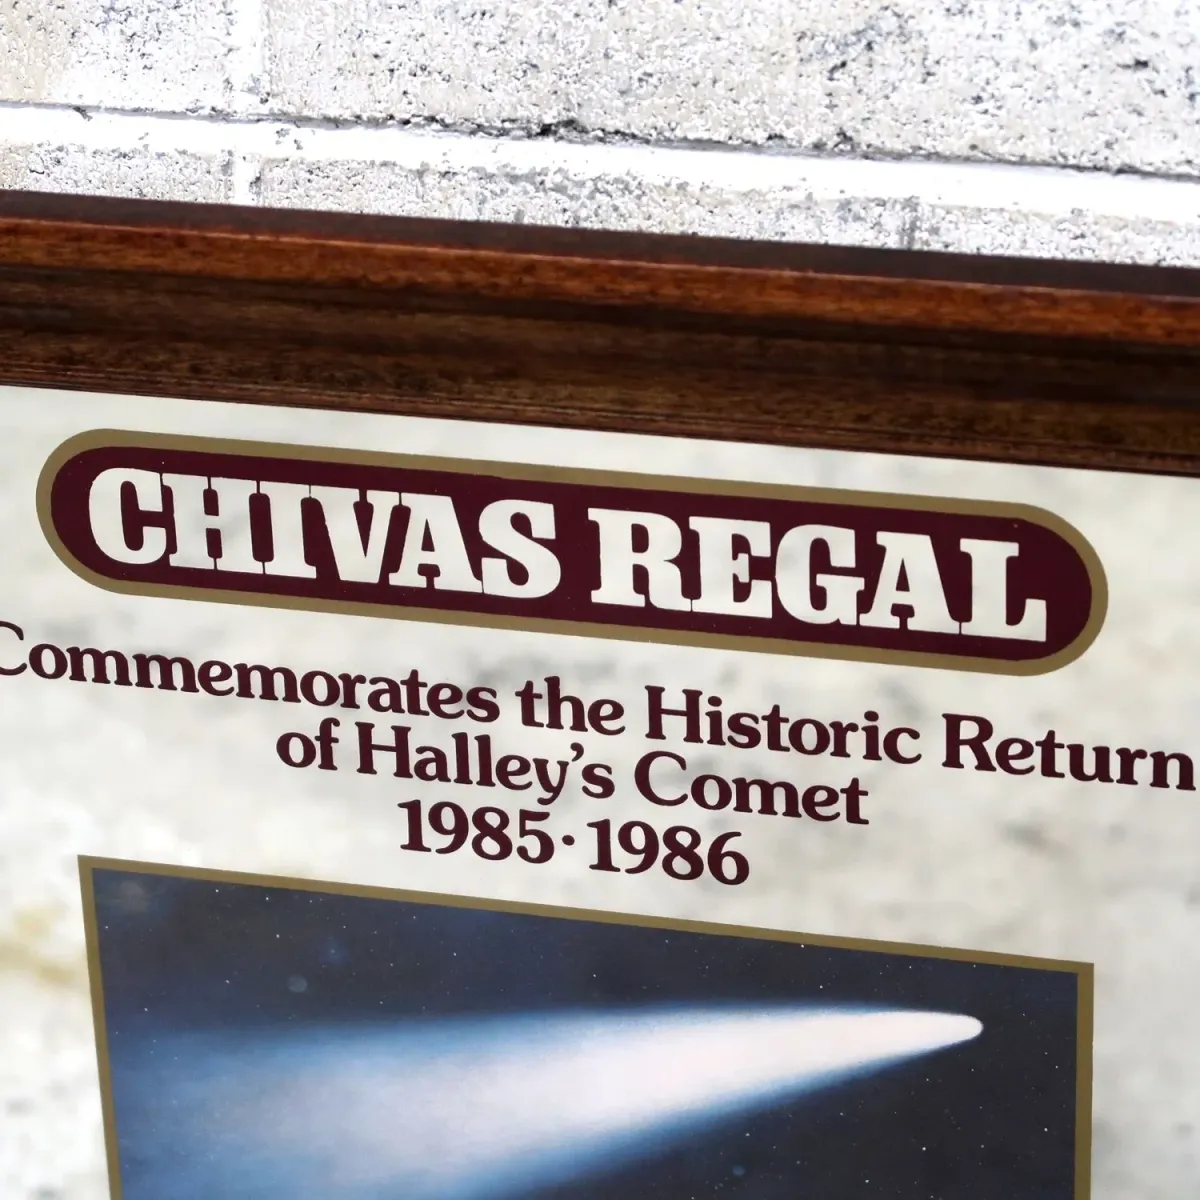 CHIVAS REGAL
Commemorates the Historic Return
of Halley's Comet
1985·1986